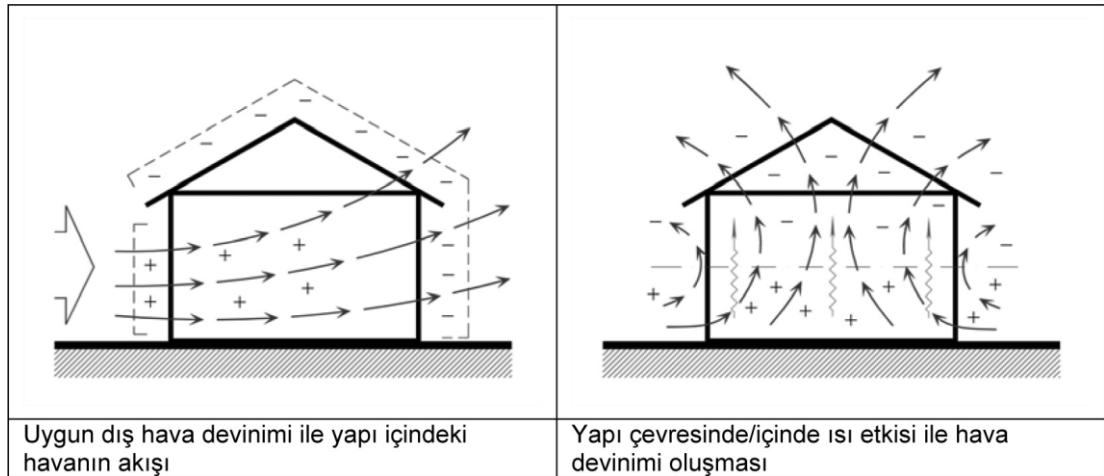 Uygun dış hava devinimi ile yapı içindeki
havanın akışı
Yapı çevresinde/içinde ısı etkisi ile hava
devinimi oluşması